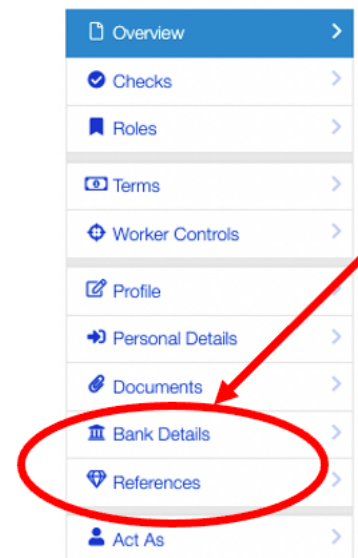 Overview
Checks
Roles
Terms
Worker Controls
Profile
Personal Details
Documents
Bank Details
References
Act As